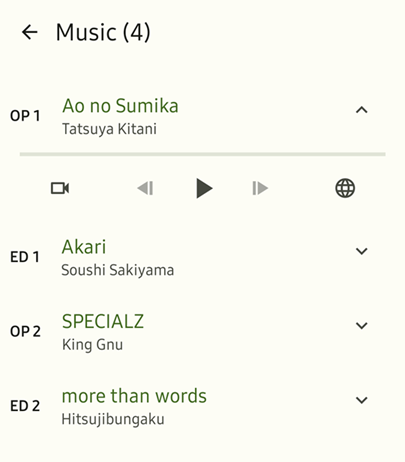 Music (4)
OP 1
Ao no Sumika
Tatsuya Kitani
ED 1
Akari
Soushi Sakiyama
OP 2
SPECIALZ
King Gnu
ED 2
more than words
Hitsujibungaku